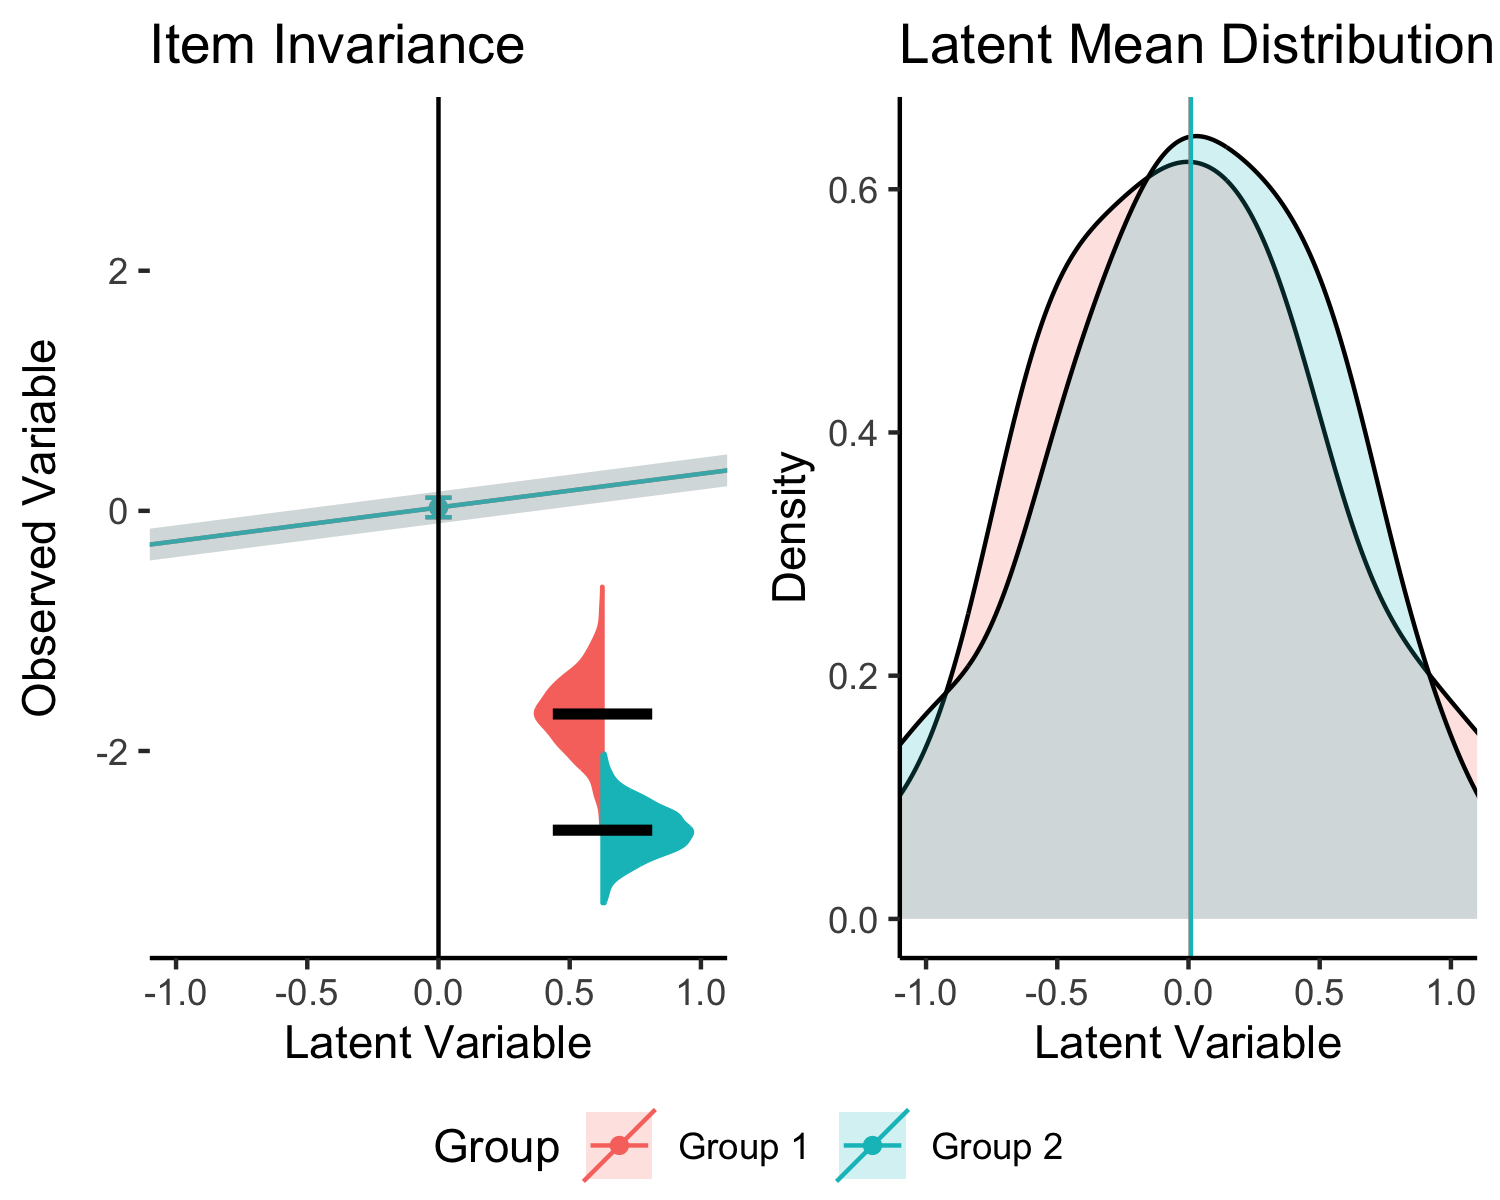 Item Invariance
Observed Variable
2
0
-2
-1.0 -0.5 0.0 0.5 1.0
Latent Variable
Latent Mean Distribution
Density
0.6
0.4
0.2
0.0
-1.0 -0.5 0.0 0.5 1.0
Latent Variable
Group Group 1 Group 2